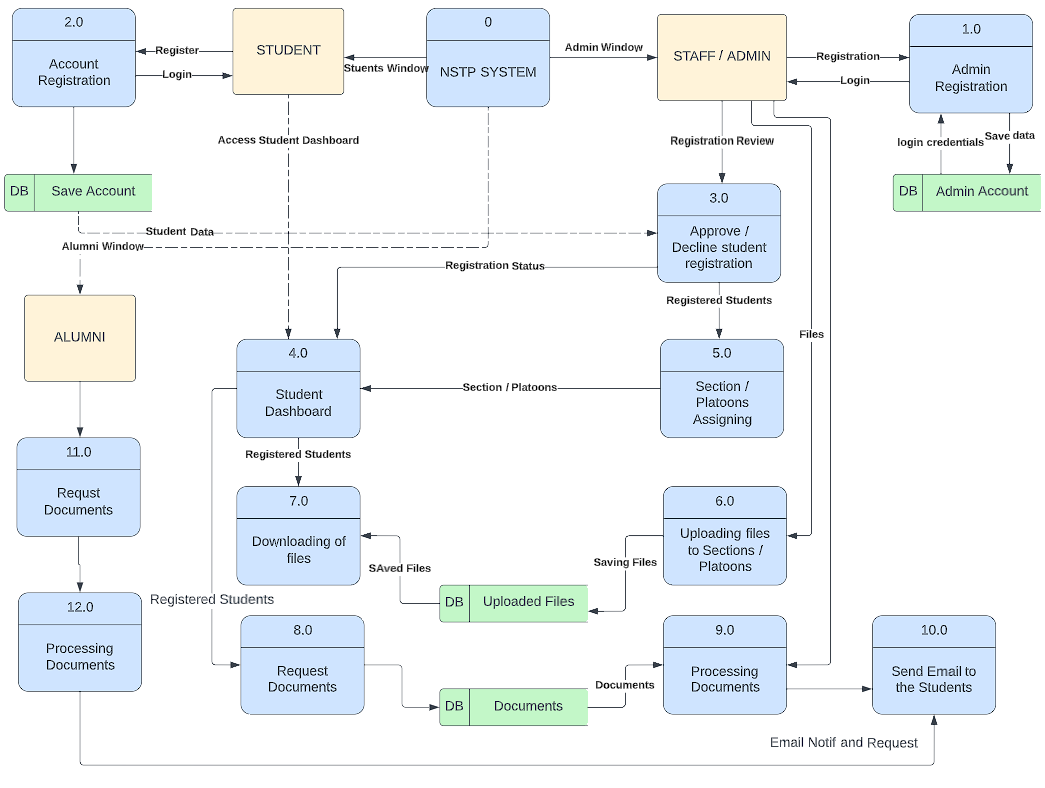 2.0
Account
Registration
Register
Login
STUDENT
Stuents Window
0
NSTP SYSTEM
Admin Window
STAFF / ADMIN
Registration
Login
1.0
Admin
Registration
Access Student Dashboard
Registration Review
login credentials
Save data
DB
Save Account
DB
Admin Account
Student Data
Alumni Window
3.0
Approve /
Decline student
registration
Registration Status
Registered Students
ALUMNI
Files
4.0
Student
Dashboard
Section / Platoons
5.0
Section /
Platoons
Assigning
11.0
Requst
Documents
Registered Students
7.0
Downloading of
files
6.0
Uploading files
to Sections /
Platoons
SAved Files
Saving Files
DB
Uploaded Files
12.0
Processing
Documents
Registered Students
8.0
Request
Documents
DB
Documents
Documents
9.0
Processing
Documents
10.0
Send Email to
the Students
Email Notif and Request